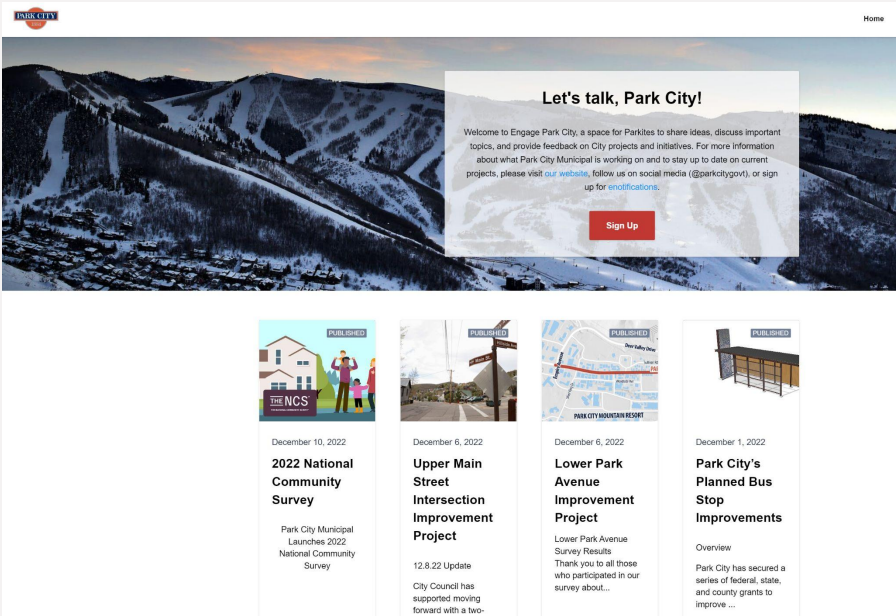 PARK CITY
1884
Home
Let's talk, Park City!
Welcome to Engage Park City, a space for Parkites to share ideas, discuss important
topics, and provide feedback on City projects and initiatives. For more information
about what Park City Municipal is working on and to stay up to date on current
projects, please visit our website, follow us on social media (@parkcitygovt), or sign
up for enotifications.
Sign Up
PUBLISHED
THE NCS
December 10, 2022
2022 National
Community
Survey
Park City Municipal
Launches 2022
National Community
Survey
PUBLISHED
December 6, 2022
Upper Main
Street
Intersection
Improvement
Project
12.8.22 Update
City Council has
supported moving
forward with a two-
PUBLISHED
Deer Valley Drive
PARK CITY MOUNTAIN RESORT
December 6, 2022
Lower Park
Avenue
Improvement
Project
Lower Park Avenue
Survey Results
Thank you to all those
who participated in our
survey about...
PUBLISHED
December 1, 2022
Park City’s
Planned Bus
Stop
Improvements
Overview
Park City has secured a
series of federal, state,
and county grants to
improve ...